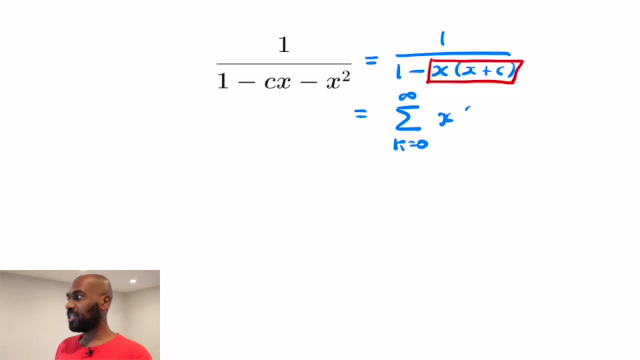 1 / (1 − cx − x²) = 1 / (1 − x(x+c))
= ∑_{k=0}^{∞} x